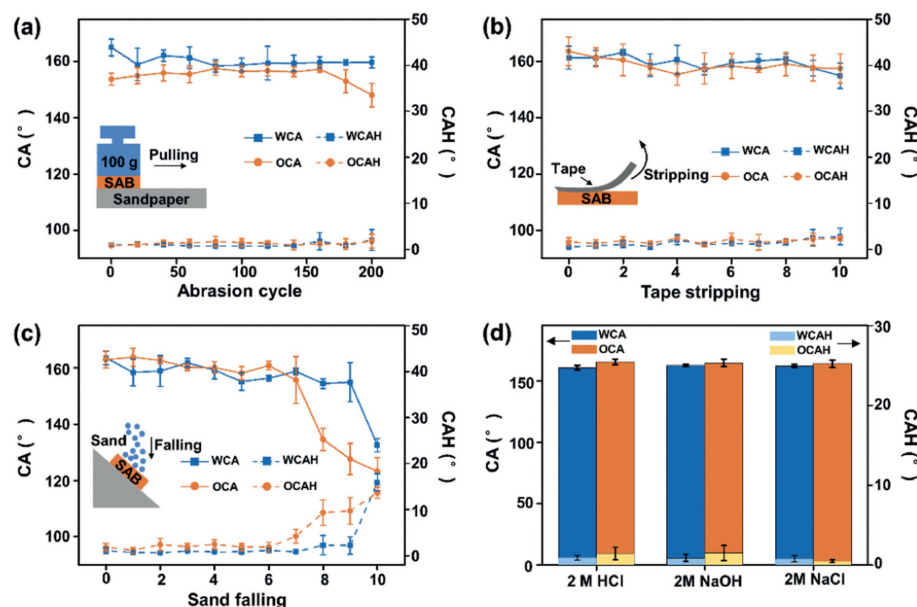 (a)
CA (°)
160
140
120
100
50
40
30
20
10
0
CAH (°)
100 g
SAB
Sandpaper
Pulling
WCA
WCAH
OCA
OCAH
0
50
100
150
200
Abrasion cycle
(b)
CA (°)
160
140
120
100
50
40
30
20
10
0
CAH (°)
Tape
Stripping
SAB
WCA
WCAH
OCA
OCAH
0
2
4
6
8
10
Tape stripping
(c)
CA (°)
160
140
120
100
50
40
30
20
10
0
CAH (°)
Sand
Falling
SAB
WCA
WCAH
OCA
OCAH
0
2
4
6
8
10
Sand falling
(d)
CA (°)
150
100
50
0
30
20
10
0
CAH (°)
WCA
OCA
WCAH
OCAH
2 M HCl
2M NaOH
2M NaCl